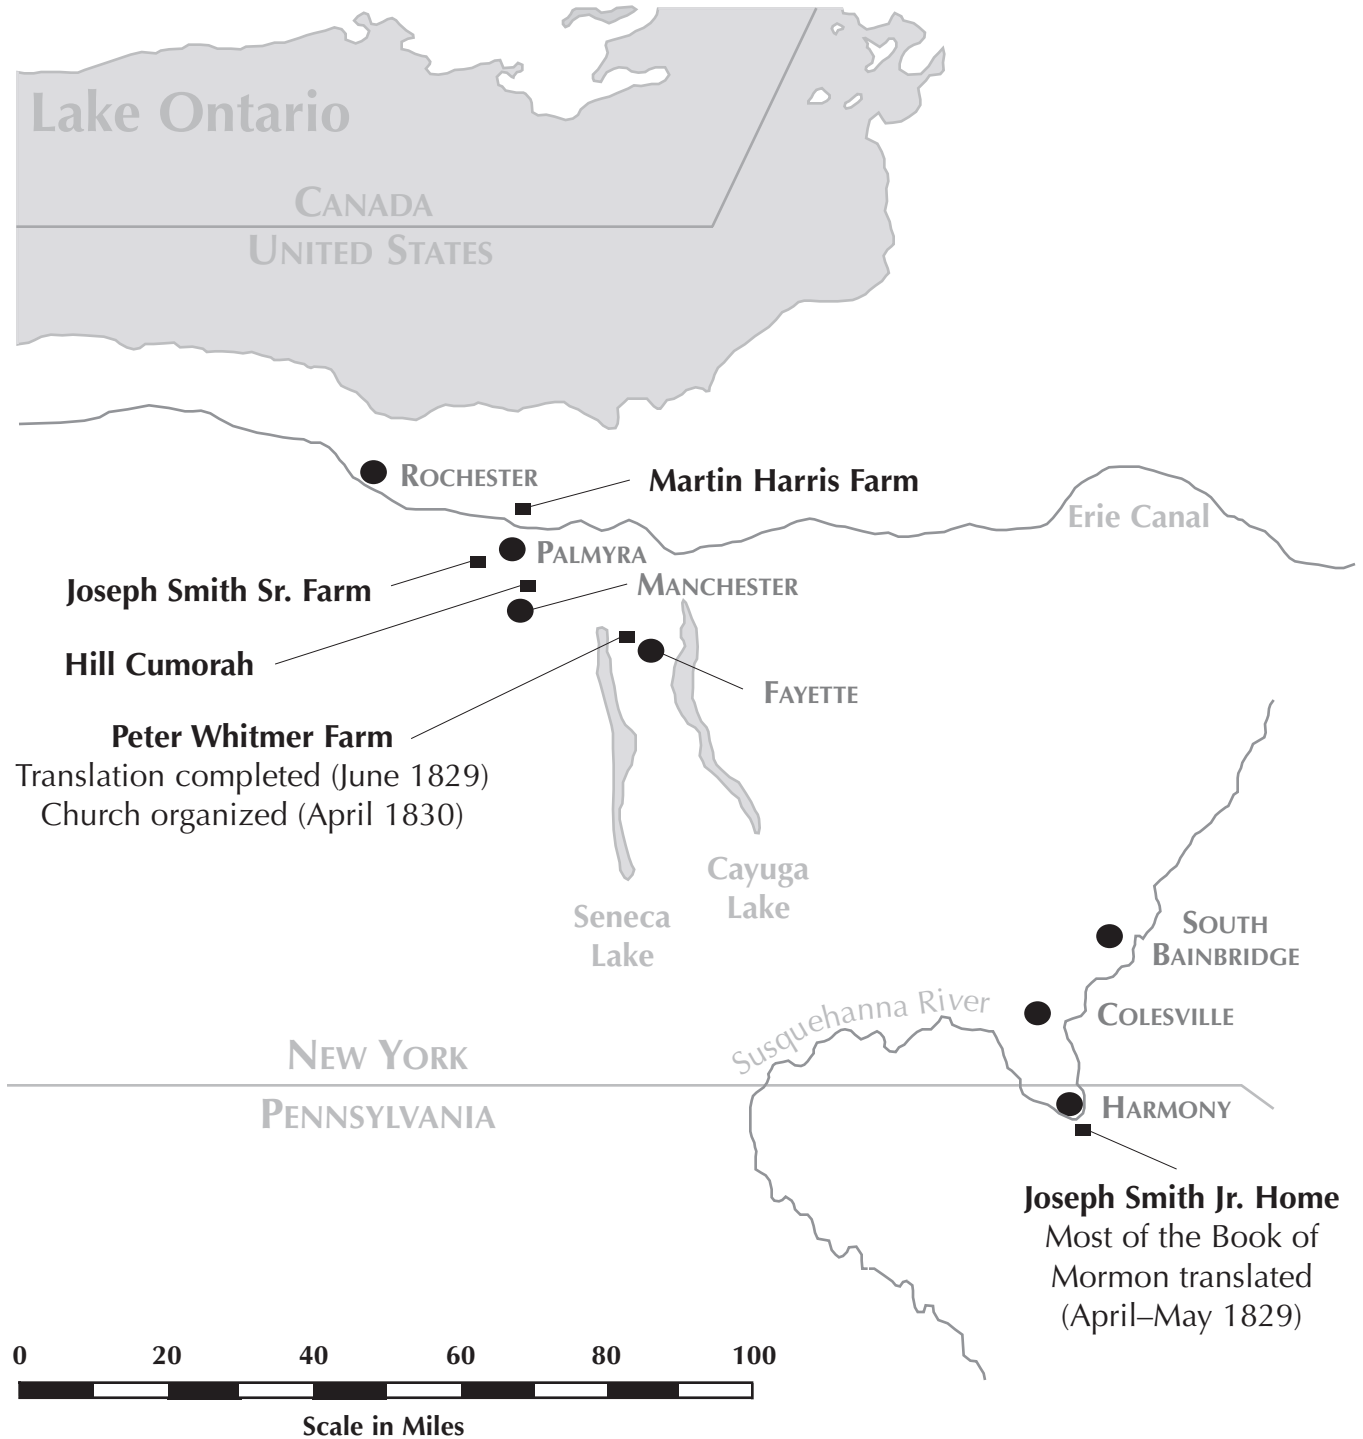 Lake Ontario
CANADA
UNITED STATES
ROCHESTER
Martin Harris Farm
Erie Canal
PALMYRA
Joseph Smith Sr. Farm
MANCHESTER
Hill Cumorah
FAYETTE
Peter Whitmer Farm
Translation completed (June 1829)
Church organized (April 1830)
Cayuga
Lake
Seneca
Lake
SOUTH
BAINBRIDGE
Susquehanna River
COLESVILLE
NEW YORK
PENNSYLVANIA
HARMONY
Joseph Smith Jr. Home
Most of the Book of
Mormon translated
(April–May 1829)
0 20 40 60 80 100
Scale in Miles